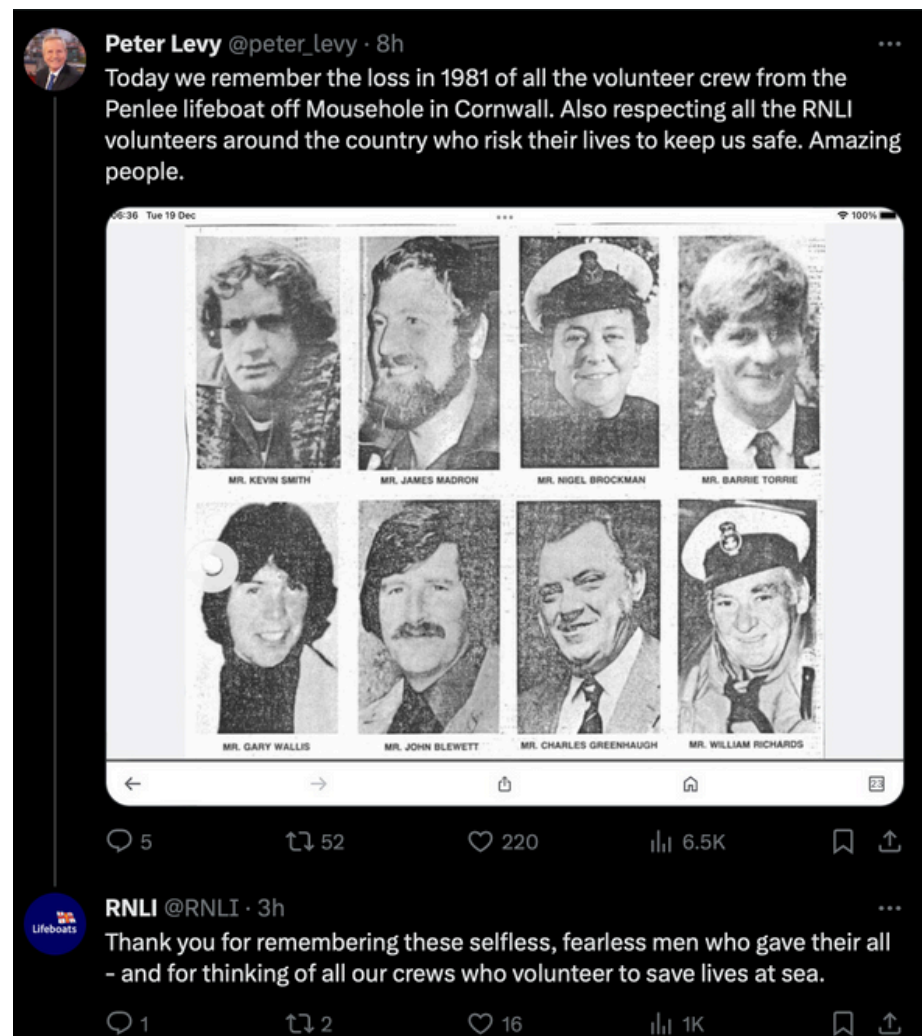 Peter Levy @peter_levy · 8h
Today we remember the loss in 1981 of all the volunteer crew from the
Penlee lifeboat off Mousehole in Cornwall. Also respecting all the RNLI
volunteers around the country who risk their lives to keep us safe. Amazing
people.
06:36 Tue 19 Dec 100%
MR. KEVIN SMITH MR. JAMES MADRON MR. NIGEL BROCKMAN MR. BARRIE TORRIE
MR. GARY WALLIS MR. JOHN BLEWETT MR. CHARLES GREENHAUGH MR. WILLIAM RICHARDS
23
5 52 220 6.5K
Lifeboats
RNLI @RNLI · 3h
Thank you for remembering these selfless, fearless men who gave their all
- and for thinking of all our crews who volunteer to save lives at sea.
1 2 16 1K